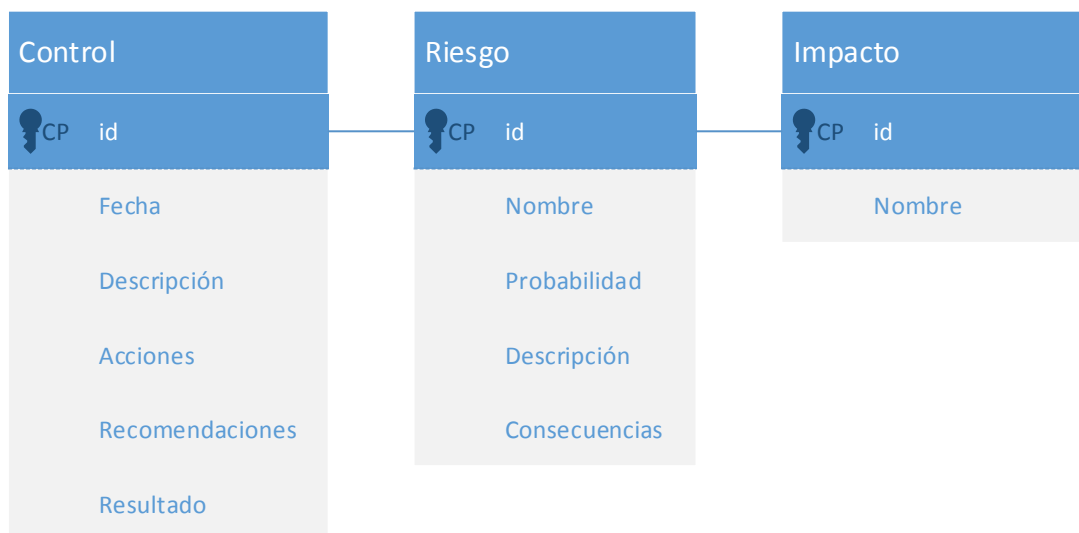 Control
CP id
Fecha
Descripción
Acciones
Recomendaciones
Resultado
Riesgo
CP id
Nombre
Probabilidad
Descripción
Consecuencias
Impacto
CP id
Nombre